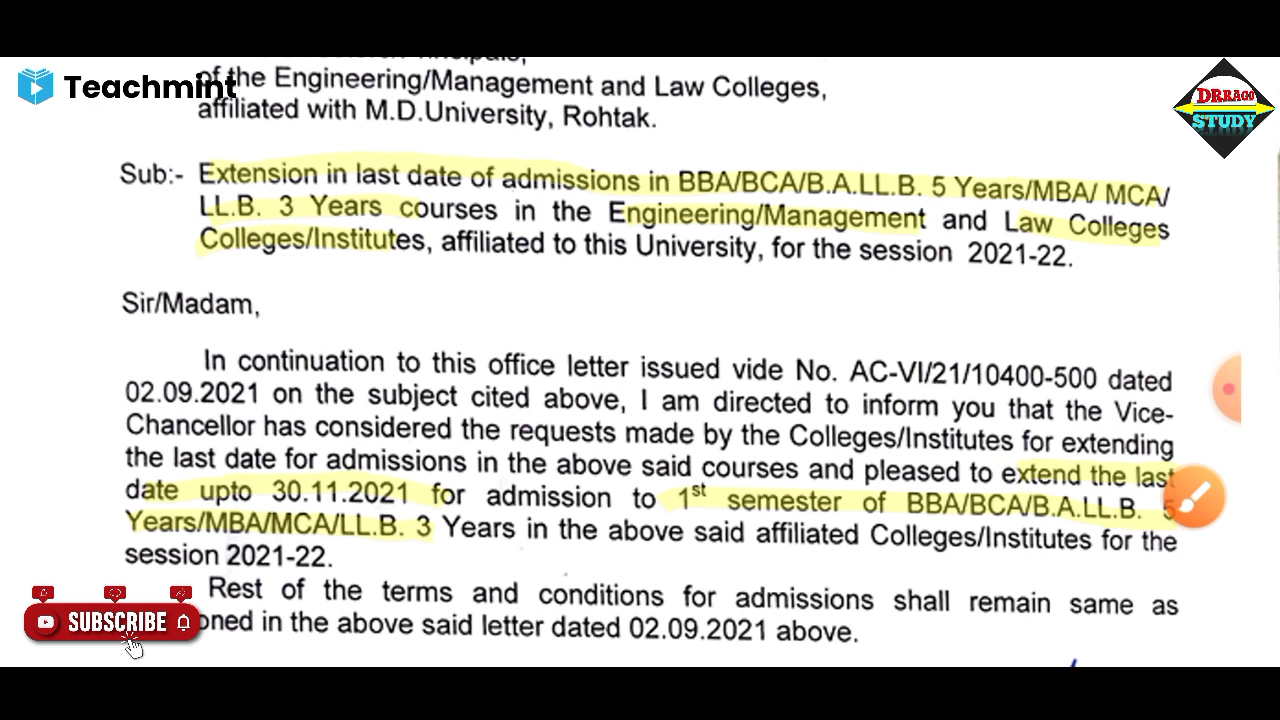 of the Engineering/Management and Law Colleges,
affiliated with M.D.University, Rohtak.
Teachmint
DRRAGO
STUDY
Sub:- Extension in last date of admissions in BBA/BCA/B.A.LL.B. 5 Years/MBA/ MCA/
LL.B. 3 Years courses in the Engineering/Management and Law Colleges
Colleges/Institutes, affiliated to this University, for the session 2021-22.
Sir/Madam,
In continuation to this office letter issued vide No. AC-VI/21/10400-500 dated
02.09.2021 on the subject cited above, I am directed to inform you that the Vice-
Chancellor has considered the requests made by the Colleges/Institutes for extending
the last date for admissions in the above said courses and pleased to extend the last
date upto 30.11.2021 for admission to 1st semester of BBA/BCA/B.A.LL.B. 5
Years/MBA/MCA/LL.B. 3 Years in the above said affiliated Colleges/Institutes for the
session 2021-22.
Rest of the terms and conditions for admissions shall remain same as
oned in the above said letter dated 02.09.2021 above.
SUBSCRIBE